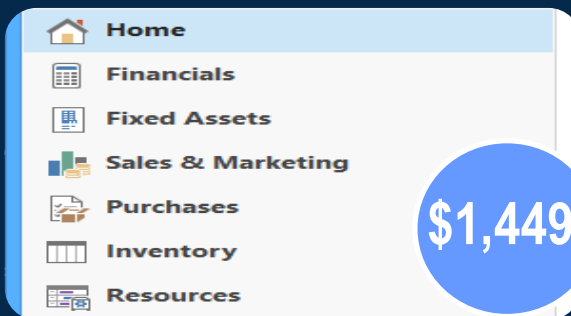 Home
Financials
Fixed Assets
Sales & Marketing
Purchases
$1,449
Inventory
Resources